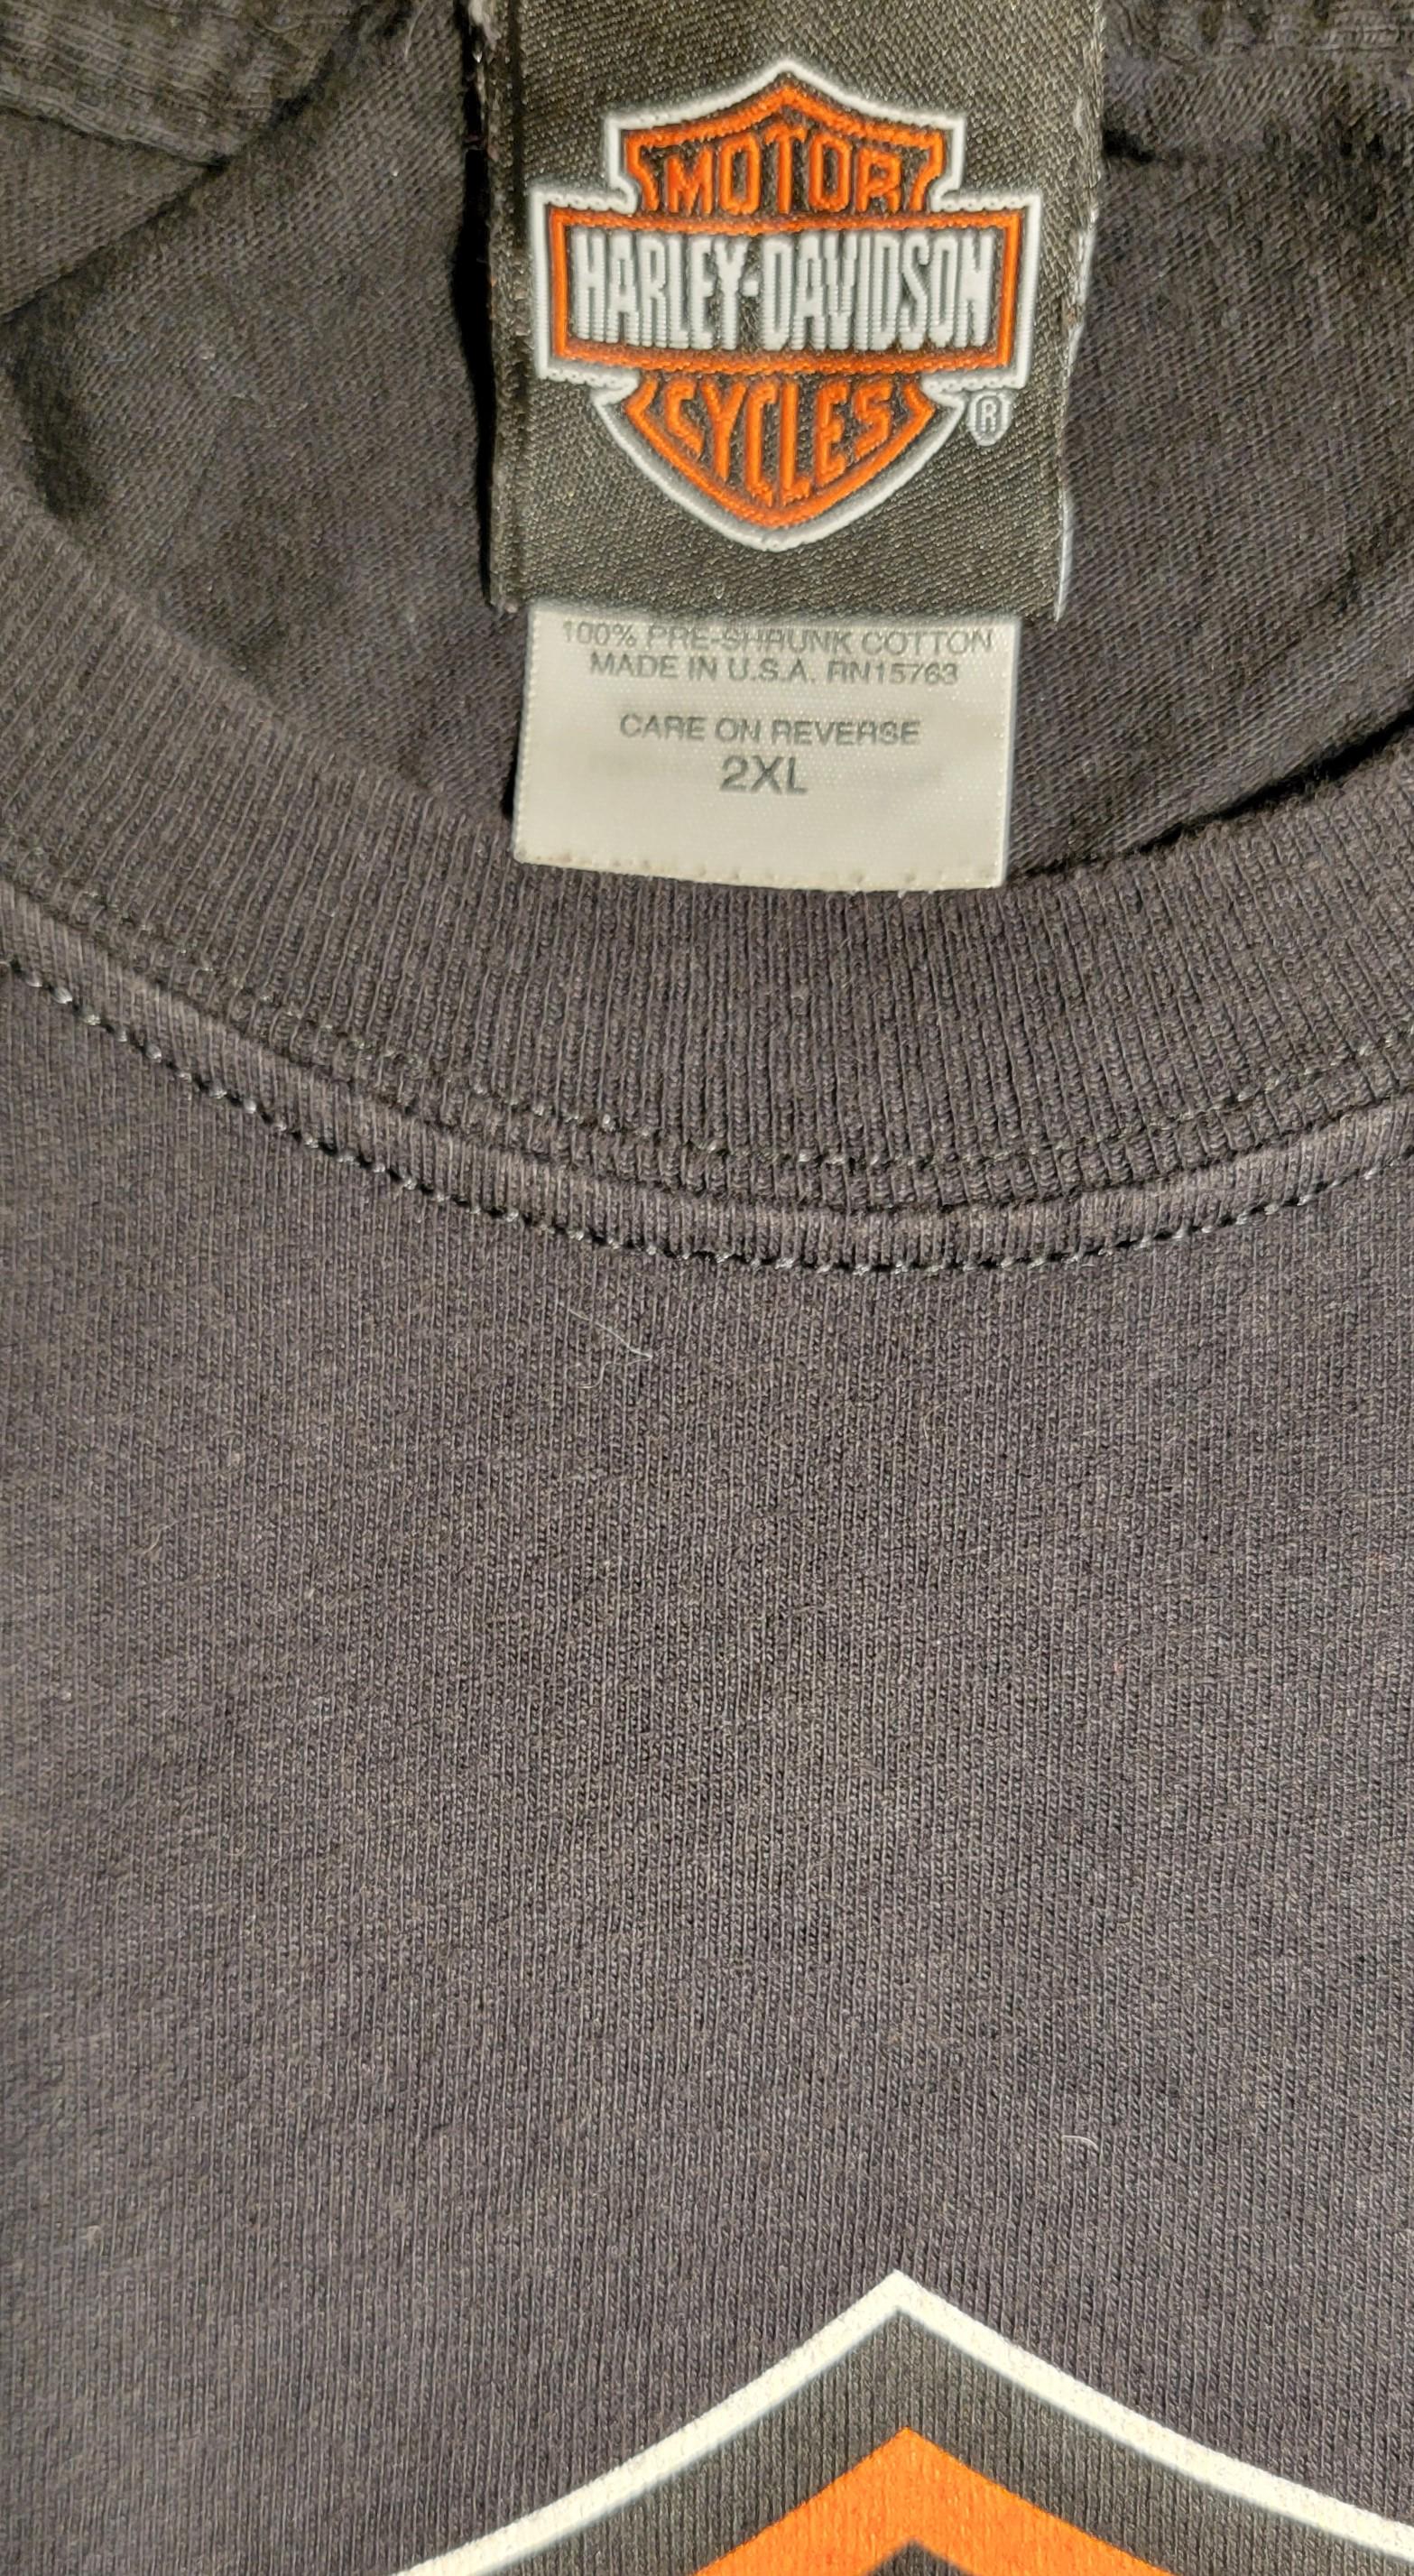 MOTOR
HARLEY-DAVIDSON
CYCLES
®
100% PRE-SHRUNK COTTON
MADE IN U.S.A. RN15763
CARE ON REVERSE
2XL